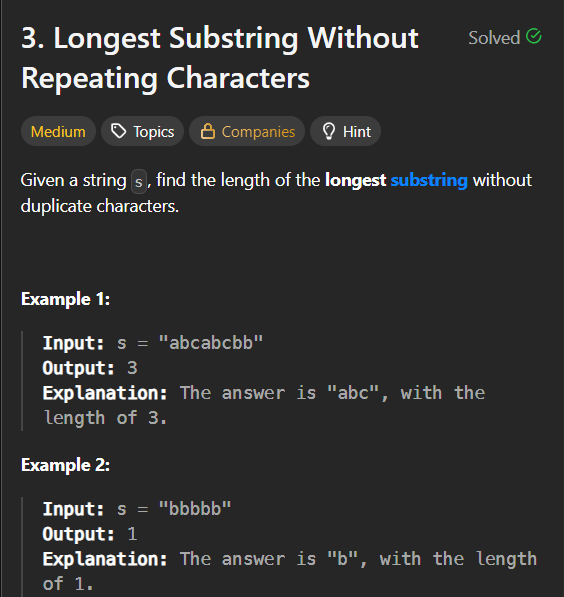 3. Longest Substring Without
Solved
Repeating Characters
Medium
Topics
Companies
Hint
Given a string s, find the length of the longest substring without
duplicate characters.
Example 1:
Input: s = "abcabcbb"
Output: 3
Explanation: The answer is "abc", with the
length of 3.
Example 2:
Input: s = "bbbbb"
Output: 1
Explanation: The answer is "b", with the length
of 1.